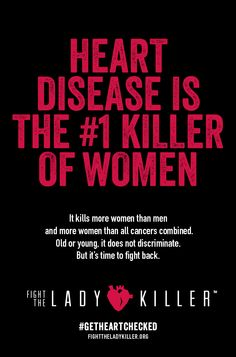 HEART
DISEASE IS
THE #1 KILLER
OF WOMEN
It kills more women than men
and more women than all cancers combined.
Old or young, it does not discriminate.
But it's time to fight back.
FIGHT THE LADY KILLER™
#GETHEARTCHECKED
FIGHTTHELADYKILLER.ORG